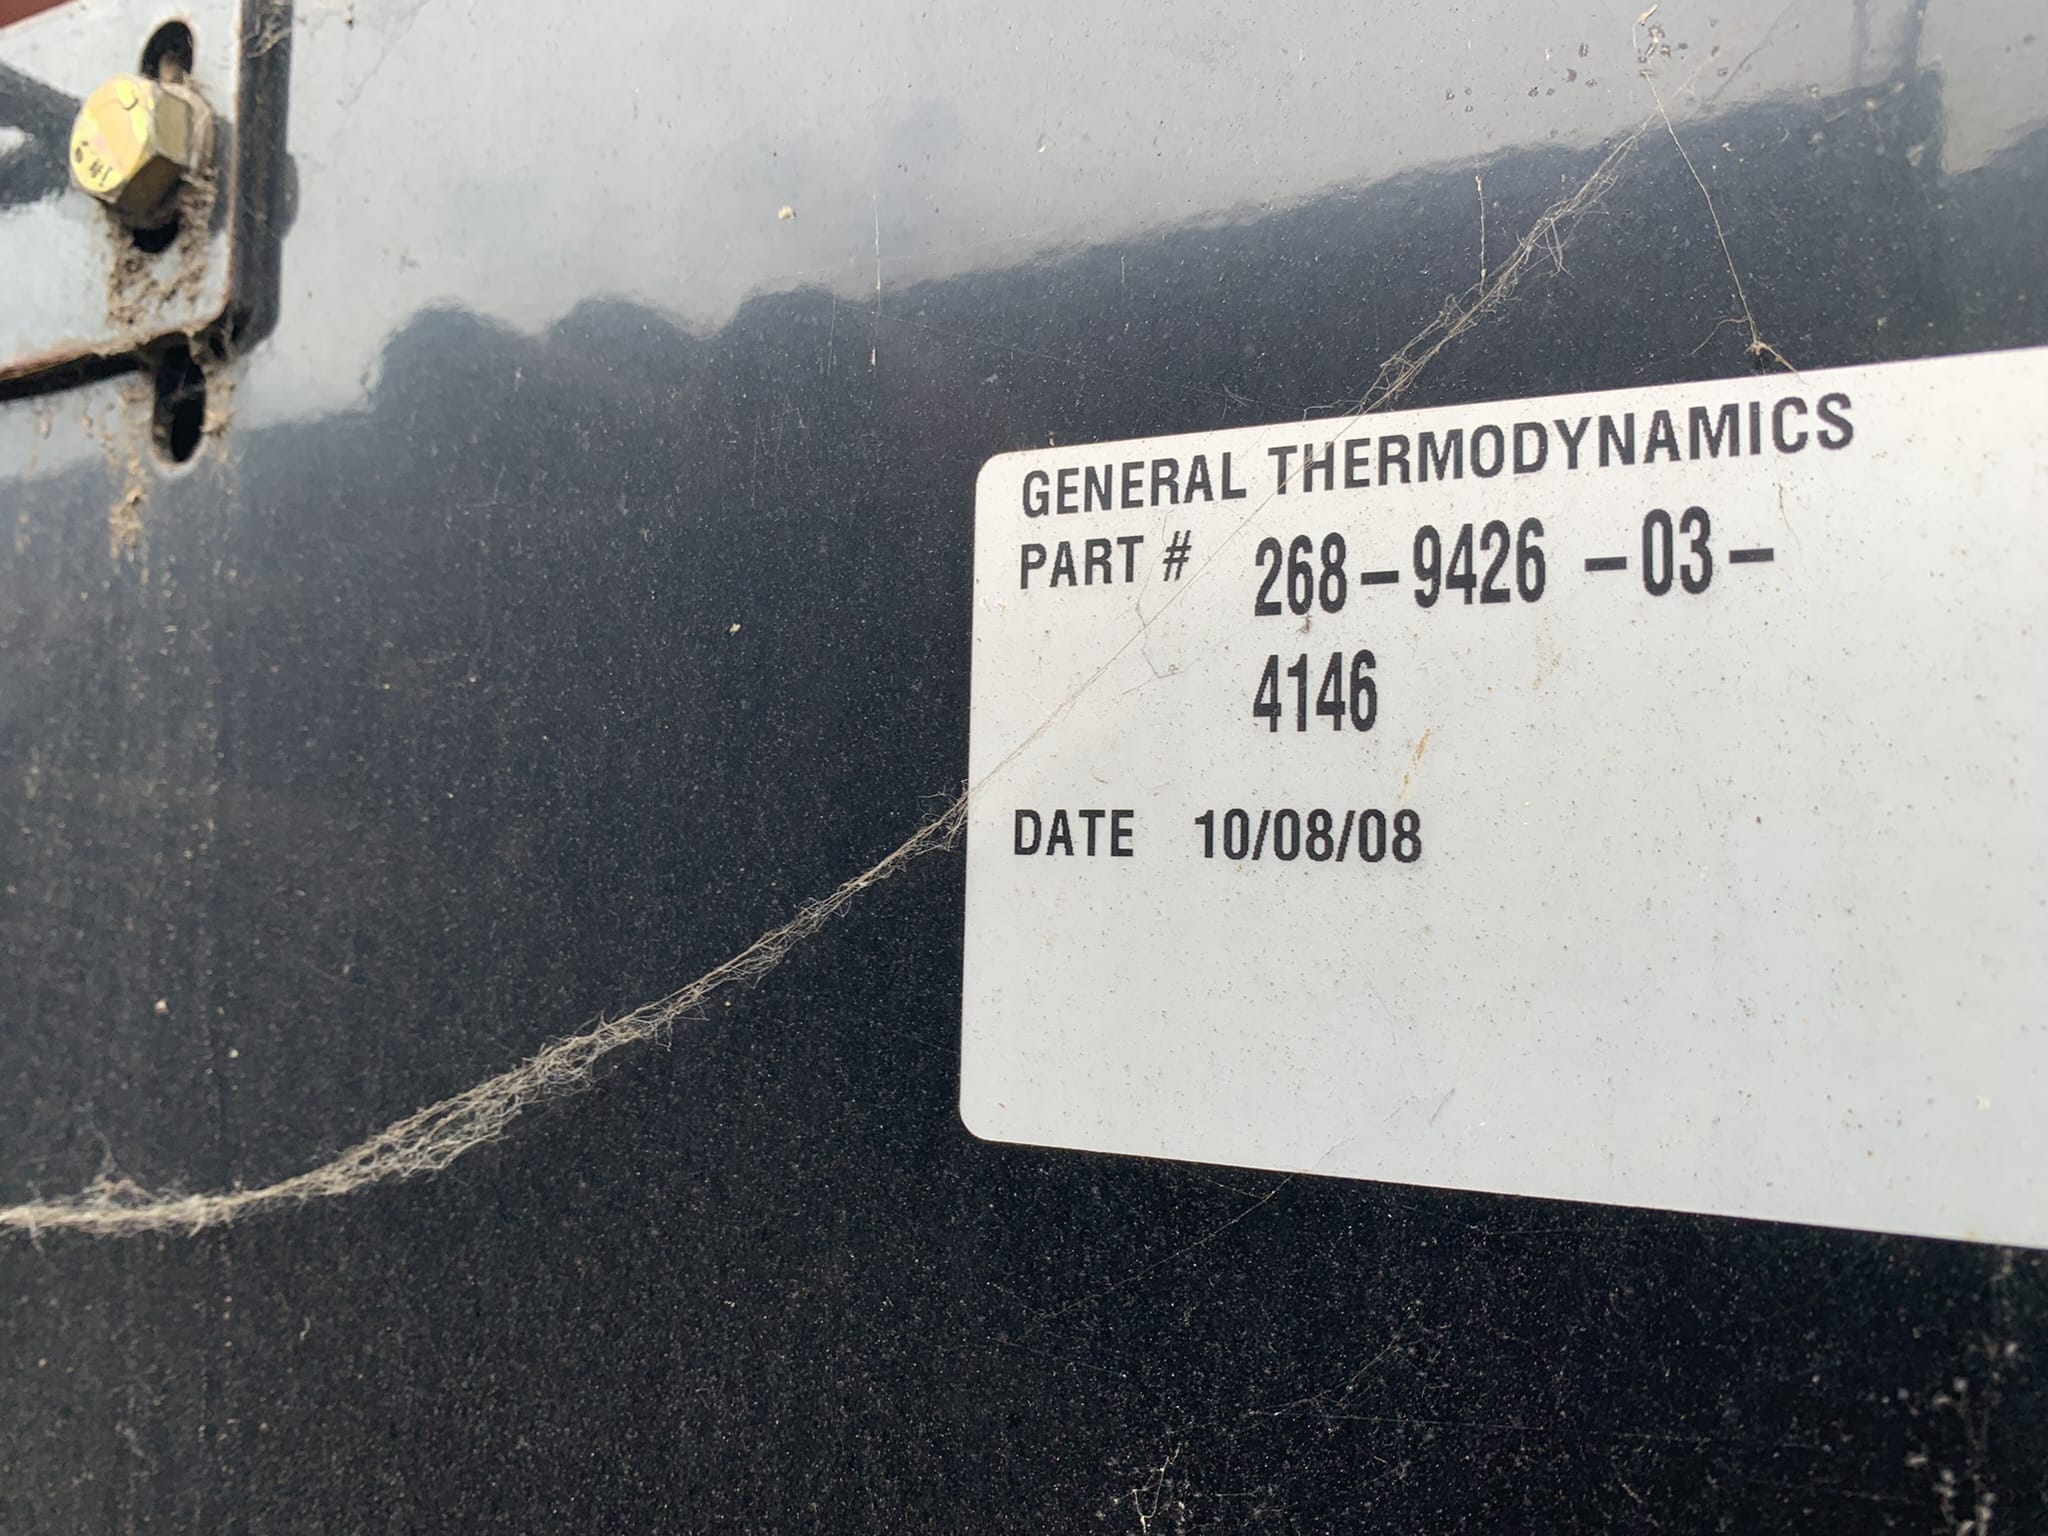 GENERAL THERMODYNAMICS
PART # 268-9426-03-
4146
DATE 10/08/08